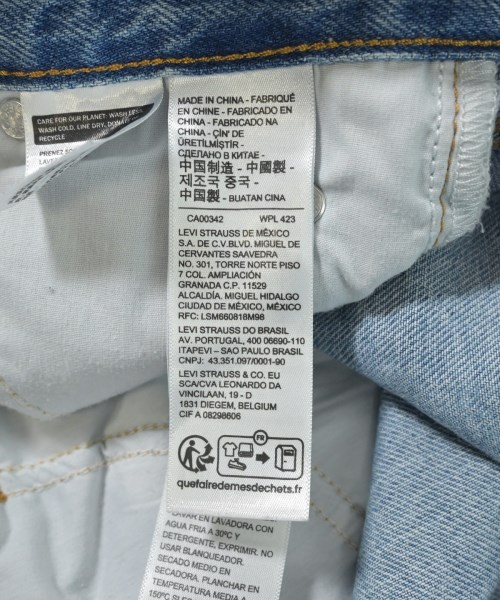 CARE FOR OUR PLANET: WASH LESS,
WASH COLD, LINE DRY, DONATE OR
RECYCLE
PRENEZ
MADE IN CHINA - FABRIQUÉ
EN CHINE - FABRICADO EN
CHINA - FABRICADO NA
CHINA - ÇİN' DE
ÜRETİLMİŞTİR -
СДЕЛАНО В КИТАЕ -
中国制造 - 中國製 -
제조국 중국 -
中国製 - BUATAN CINA
CA00342 WPL 423
LEVI STRAUSS DE MÉXICO
S.A. DE C.V.BLVD. MIGUEL DE
CERVANTES SAAVEDRA
NO. 301, TORRE NORTE PISO
7 COL. AMPLIACIÓN
GRANADA C.P. 11529
ALCALDÍA. MIGUEL HIDALGO
CIUDAD DE MÉXICO, MÉXICO
RFC: LSM660818M98
LEVI STRAUSS DO BRASIL
AV. PORTUGAL, 400 06690-110
ITAPEVI – SAO PAULO BRASIL
CNPJ: 43.351.097/0001-90
LEVI STRAUSS & CO. EU
SCA/CVA LEONARDO DA
VINCILAAN, 19 - D
1831 DIEGEM, BELGIUM
CIF A 08298606
FR
quefairedemesdechets.fr
LAVAR EN LAVADORA CON
AGUA FRIA A 30ºC Y
DETERGENTE, EXPRIMIR. NO
USAR BLANQUEADOR.
SECADO MEDIO EN
SECADORA. PLANCHAR EN
TEMPERATURA MEDIA A